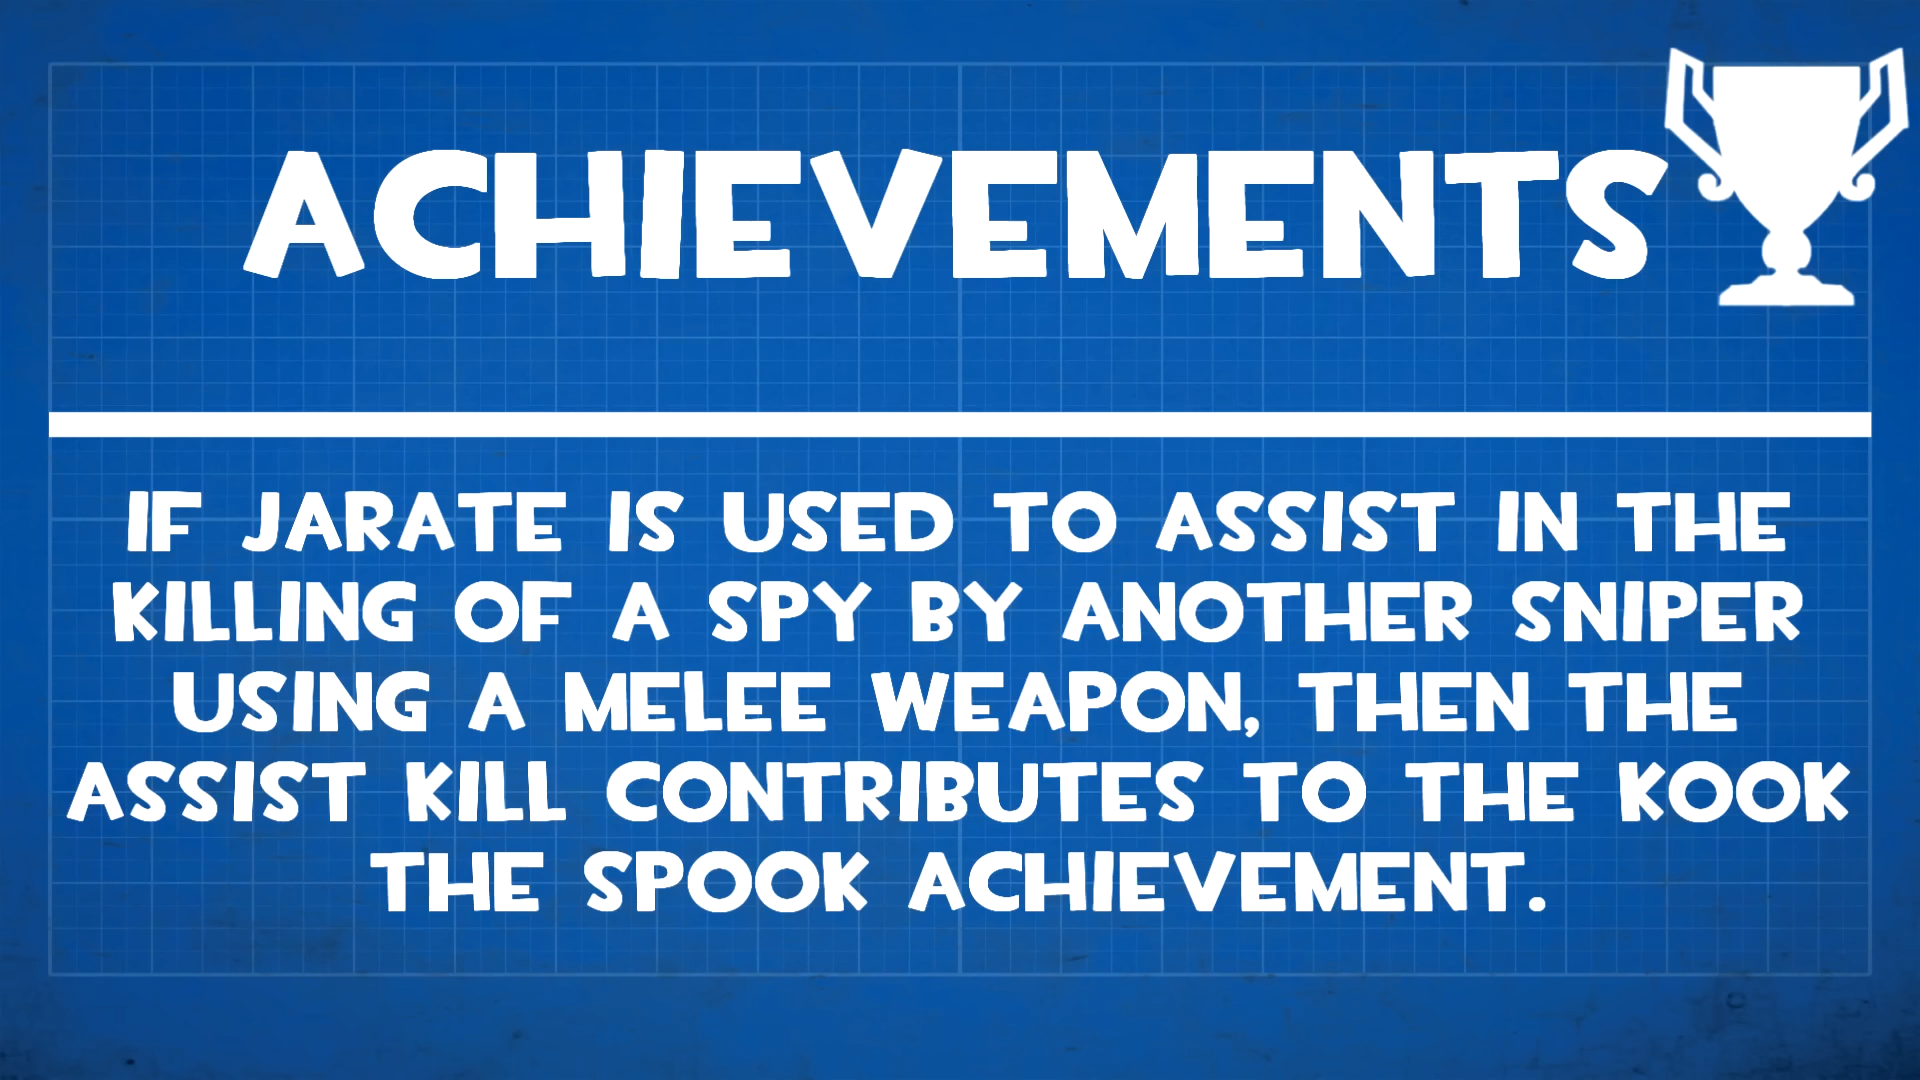 ACHIEVEMENTS
IF JARATE IS USED TO ASSIST IN THE
KILLING OF A SPY BY ANOTHER SNIPER
USING A MELEE WEAPON, THEN THE
ASSIST KILL CONTRIBUTES TO THE KOOK
THE SPOOK ACHIEVEMENT.